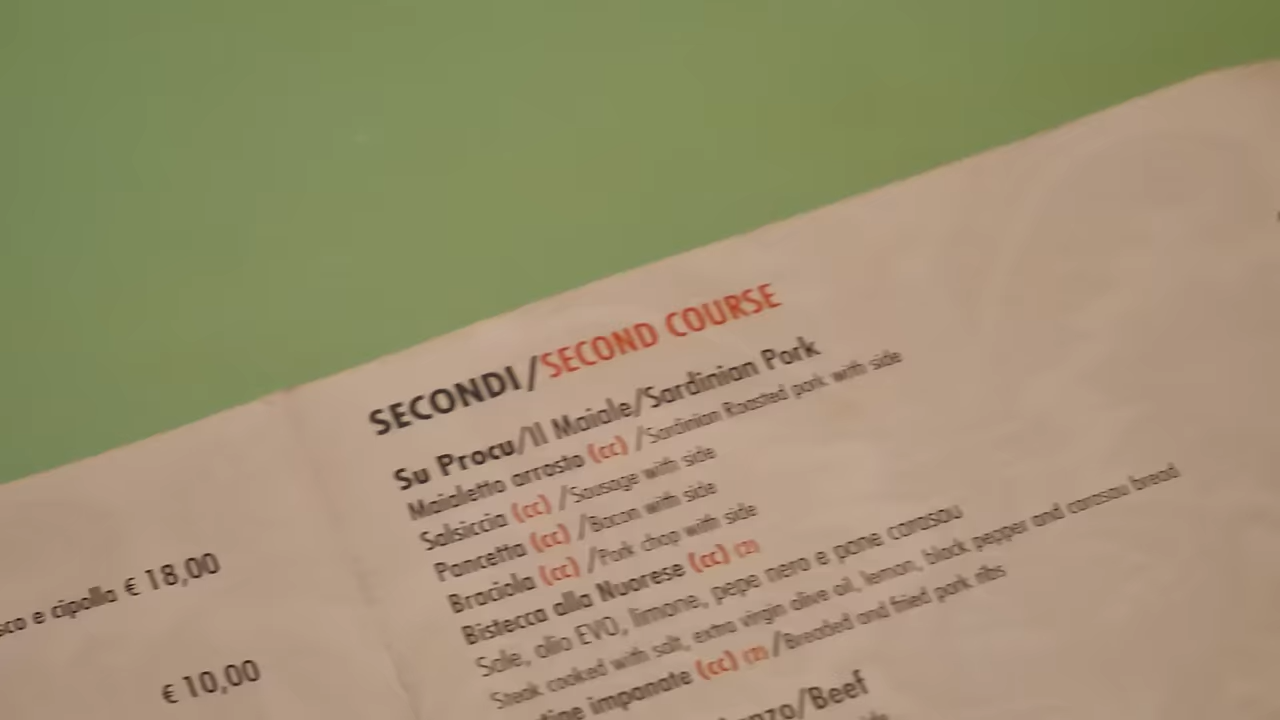 SECONDI/SECOND COURSE
Su Procu/Il Maiale/Sardinian Pork
Maialetto arrosto (cc) /Sardinian Roasted pork with side
Salsiccia (cc) /Sausage with side
Pancetta (cc) /Bacon with side
Braciola (cc) /Pork chop with side
Bistecca alla Nuorese (cc) (2)
Sale, olio EVO, limone, pepe nero e pane carasau
Steak cooked with salt, extra virgin olive oil, lemon, black pepper and carasau bread
impanate (cc) (2) /Breaded and fried pork ribs
/Beef
e cipolla € 18,00
€ 10,00